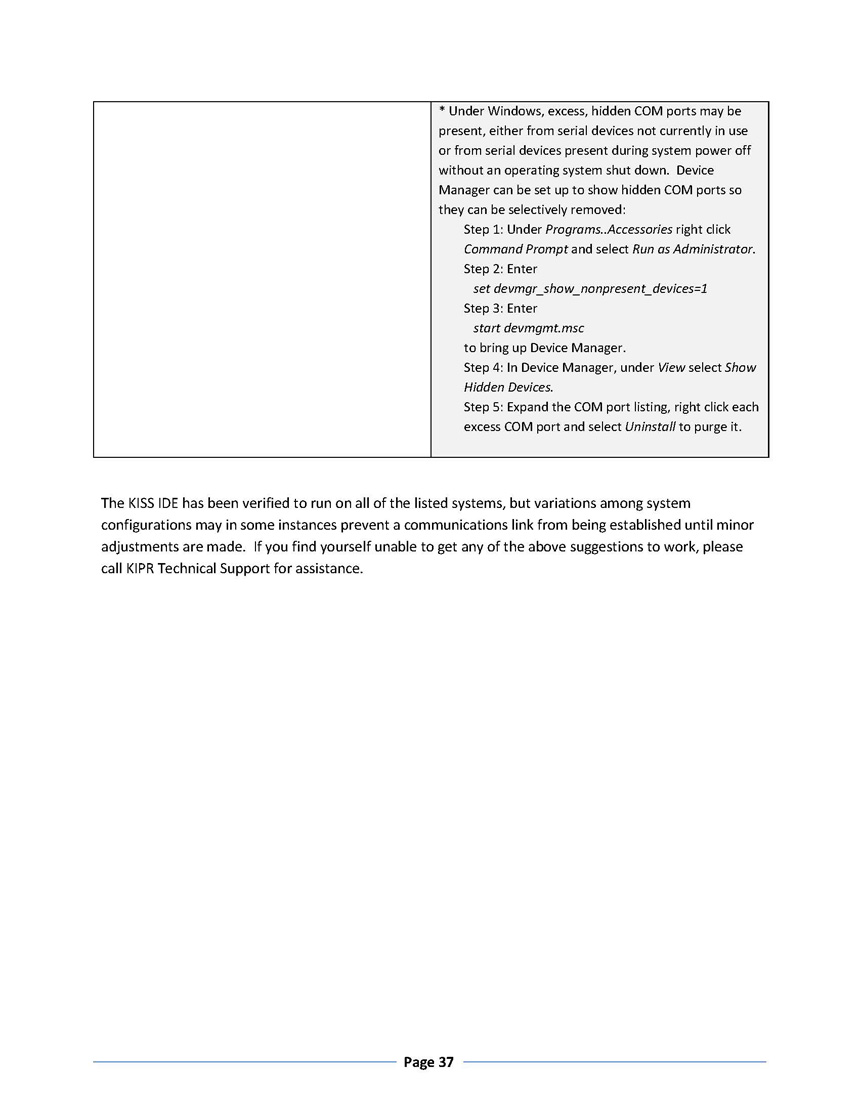 * Under Windows, excess, hidden COM ports may be
present, either from serial devices not currently in use
or from serial devices present during system power off
without an operating system shut down.  Device
Manager can be set up to show hidden COM ports so
they can be selectively removed:
Step 1: Under Programs..Accessories right click
Command Prompt and select Run as Administrator.
Step 2: Enter
set devmgr_show_nonpresent_devices=1
Step 3: Enter
start devmgmt.msc
to bring up Device Manager.
Step 4: In Device Manager, under View select Show
Hidden Devices.
Step 5: Expand the COM port listing, right click each
excess COM port and select Uninstall to purge it.
The KISS IDE has been verified to run on all of the listed systems, but variations among system
configurations may in some instances prevent a communications link from being established until minor
adjustments are made.  If you find yourself unable to get any of the above suggestions to work, please
call KIPR Technical Support for assistance.
Page 37